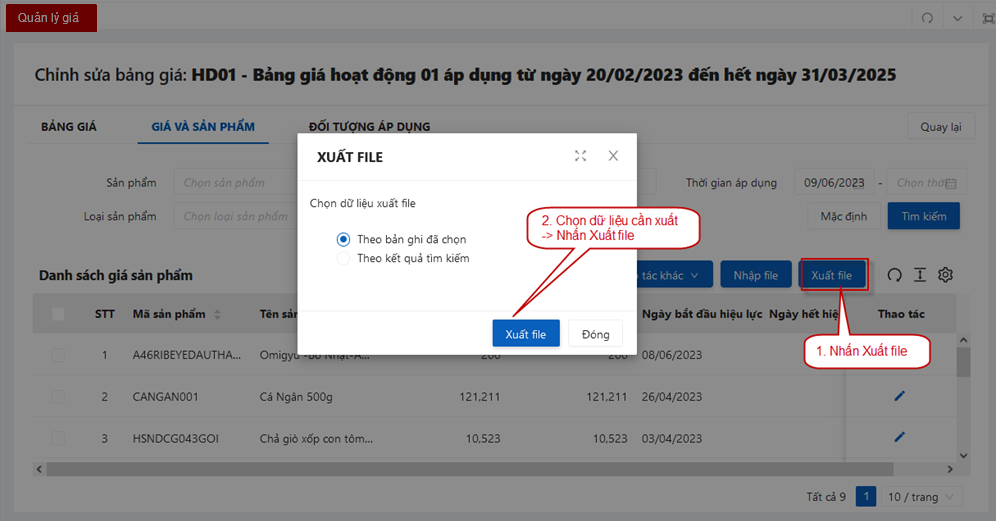 Quản lý giá
Chỉnh sửa bảng giá: HD01 - Bảng giá hoạt động 01 áp dụng từ ngày 20/02/2023 đến hết ngày 31/03/2025
BẢNG GIÁ GIÁ VÀ SẢN PHẨM ĐỐI TƯỢNG ÁP DỤNG Quay lại
XUẤT FILE
Sản phẩm Chọn sản phẩm Thời gian áp dụng 09/06/2023 - Chọn thời
Chọn dữ liệu xuất file
Loại sản phẩm Chọn loại sản phẩm Mặc định Tìm kiếm
2. Chọn dữ liệu cần xuất
-> Nhấn Xuất file
Theo bản ghi đã chọn
Theo kết quả tìm kiếm
Danh sách giá sản phẩm tác khác Nhập file Xuất file
STT Mã sản phẩm Tên sản Ngày bắt đầu hiệu lực Ngày hết hiệ Thao tác
Xuất file Đóng
1. Nhấn Xuất file
1 A46RIBEYEDAUTHA... 200 200 08/06/2023
2 CANGAN001 Cá Ngân 500g 121,211 121,211 26/04/2023
3 HSNDCG043GOI Chả giò xốp con tôm... 10,523 10,523 03/04/2023
Tất cả 9 1 10 / trang